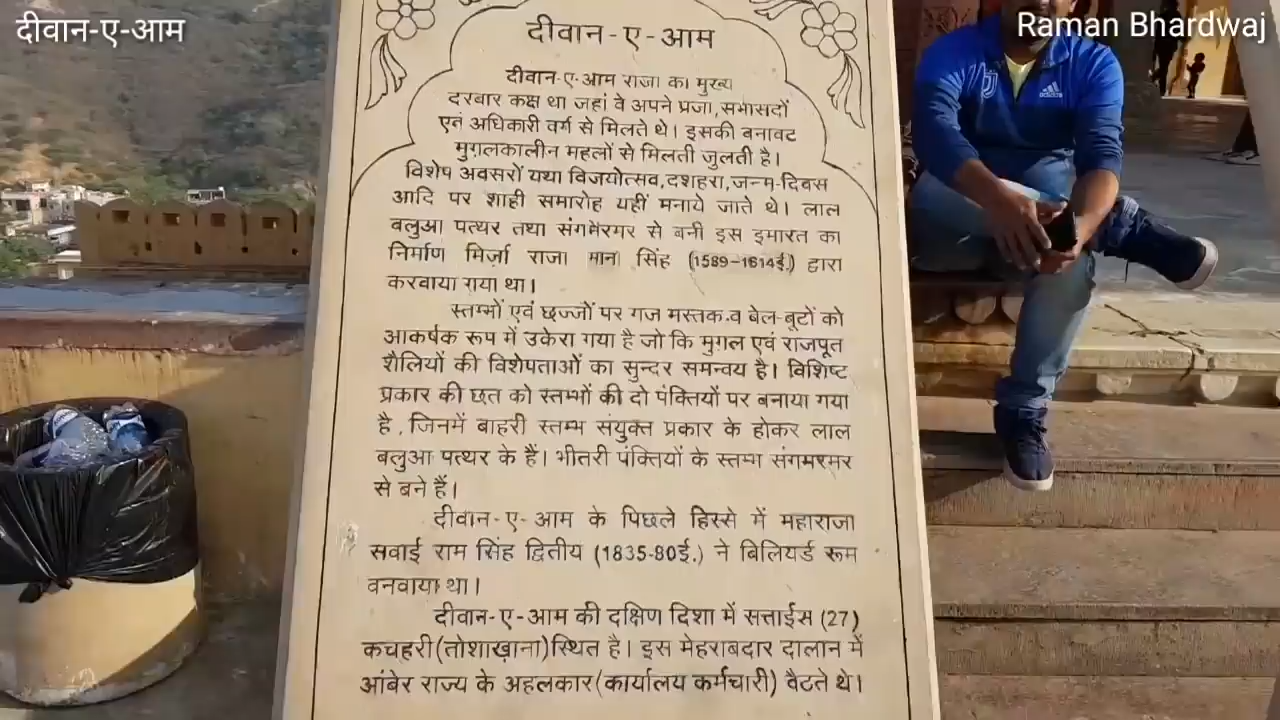 दीवान-ए-आम
Raman Bhardwaj
दीवान-ए-आम
दीवान-ए-आम राजा का मुख्य
दरबार कक्ष था जहां वे अपने प्रजा,सभासदों
एवं अधिकारी वर्ग से मिलते थे। इसकी बनावट
मुग़लकालीन महलों से मिलती जुलती है।
विशेष अवसरों यथा विजयोत्सव,दशहरा,जन्म-दिवस
आदि पर शाही समारोह यहीं मनाये जाते थे। लाल
बलुआ पत्थर तथा संगमरमर से बनी इस इमारत का
निर्माण मिर्ज़ा राजा मान सिंह (1589-1614ई.) द्वारा
करवाया गया था।
स्तम्भों एवं छज्जों पर गज मस्तक व बेल-बूटों को
आकर्षक रूप में उकेरा गया है जो कि मुग़ल एवं राजपूत
शैलियों की विशेषताओं का सुन्दर समन्वय है। विशिष्ट
प्रकार की छत को स्तम्भों की दो पंक्तियों पर बनाया गया
है, जिनमें बाहरी स्तम्भ संयुक्त प्रकार के होकर लाल
बलुआ पत्थर के हैं। भीतरी पंक्तियों के स्तम्भ संगमरमर
से बने हैं।
दीवान-ए-आम के पिछले हिस्से में महाराजा
सवाई राम सिंह द्वितीय (1835-80ई.) ने बिलियर्ड रूम
बनवाया था।
दीवान-ए-आम की दक्षिण दिशा में सत्ताईस (27)
कचहरी(तोशाख़ाना)स्थित है। इस मेहराबदार दालान में
आंबेर राज्य के अहलकार(कार्यालय कर्मचारी) बैठते थे।
adidas